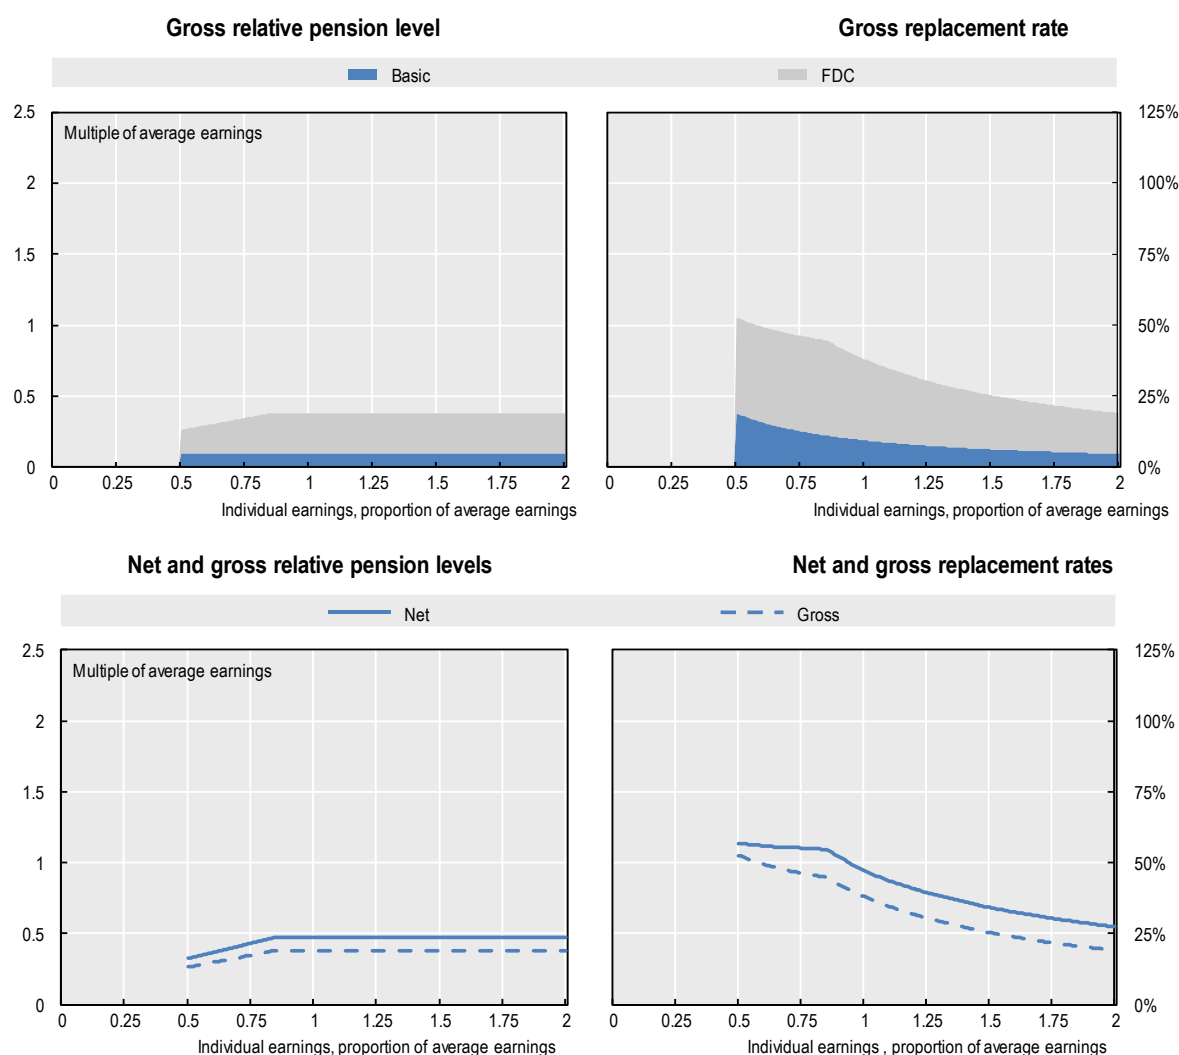 Gross relative pension level
Gross replacement rate
Basic
FDC
2.5
2
1.5
1
0.5
0
Multiple of average earnings
0 0.25 0.5 0.75 1 1.25 1.5 1.75 2
Individual earnings, proportion of average earnings
125%
100%
75%
50%
25%
0%
0 0.25 0.5 0.75 1 1.25 1.5 1.75 2
Individual earnings, proportion of average earnings
Net and gross relative pension levels
Net and gross replacement rates
Net
Gross
2.5
2
1.5
1
0.5
0
Multiple of average earnings
0 0.25 0.5 0.75 1 1.25 1.5 1.75 2
Individual earnings, proportion of average earnings
125%
100%
75%
50%
25%
0%
0 0.25 0.5 0.75 1 1.25 1.5 1.75 2
Individual earnings , proportion of average earnings